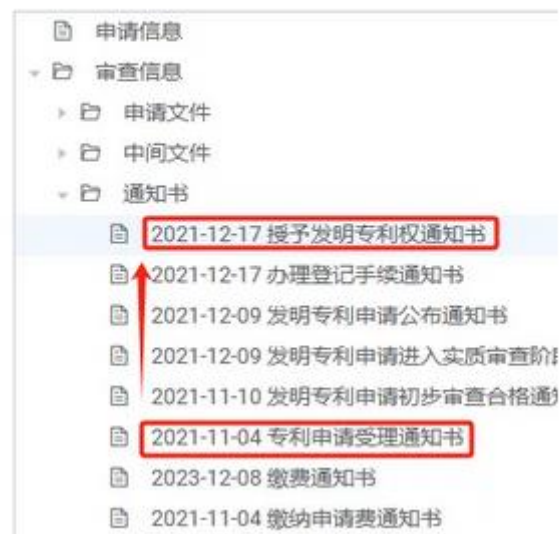 申请信息
审查信息
申请文件
中间文件
通知书
2021-12-17 授予发明专利权通知书
2021-12-17 办理登记手续通知书
2021-12-09 发明专利申请公布通知书
2021-12-09 发明专利申请进入实质审查阶
2021-11-10 发明专利申请初步审查合格通
2021-11-04 专利申请受理通知书
2023-12-08 缴费通知书
2021-11-04 缴纳申请费通知书